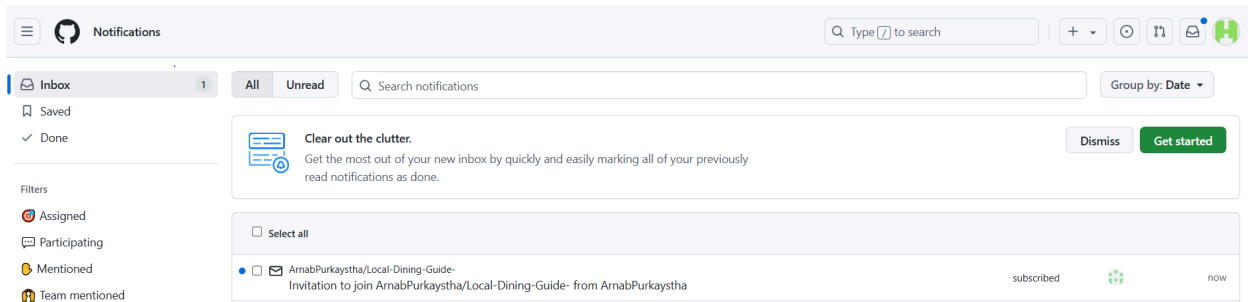 Notifications
Type / to search
Inbox 1
Saved
Done
Filters
Assigned
Participating
Mentioned
Team mentioned
All Unread Search notifications Group by: Date
Clear out the clutter.
Get the most out of your new inbox by quickly and easily marking all of your previously
read notifications as done.
Dismiss Get started
Select all
ArnabPurkaystha/Local-Dining-Guide-
Invitation to join ArnabPurkaystha/Local-Dining-Guide- from ArnabPurkaystha
subscribed now